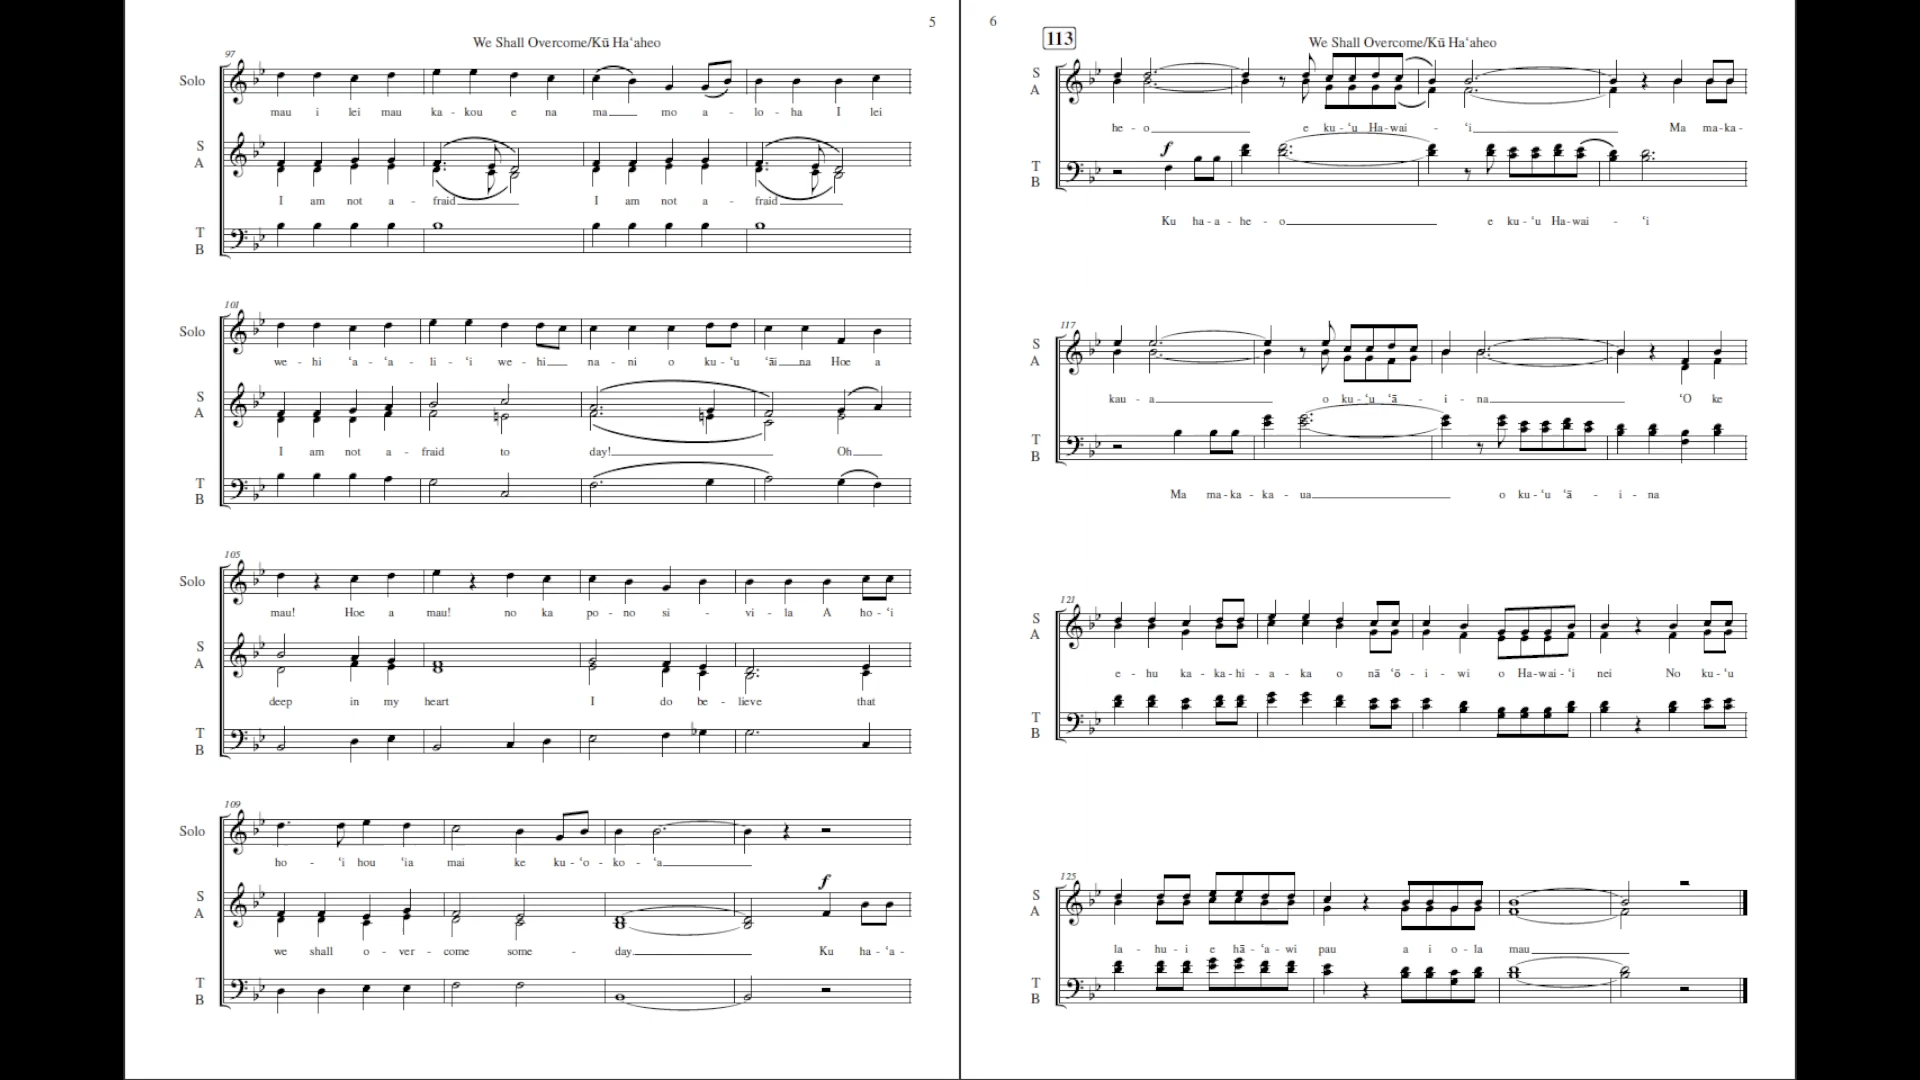 5
We Shall Overcome/Kū Haʻaheo
97
Solo
mau i lei mau ka - kou e na ma mo a - lo - ha I lei
S
A
I am not a - fraid I am not a - fraid
T
B
101
Solo
we - hi ʻa - ʻa - li - ʻi we - hi na - ni o ku - ʻu ʻāi na Hoe a
S
A
I am not a - fraid to day! Oh
T
B
105
Solo
mau! Hoe a mau! no ka po - no si - vi - la A ho - ʻi
S
A
deep in my heart I do be - lieve that
T
B
109
Solo
ho - ʻi hou ʻia mai ke ku - ʻo - ko - ʻa
f
S
A
we shall o - ver - come some - day. Ku ha - ʻa -
T
B
6
113
We Shall Overcome/Kū Haʻaheo
S
A
he - o e ku - ʻu Ha - wai - ʻi Ma ma - ka -
f
T
B
Ku ha - a - he - o e ku - ʻu Ha - wai - ʻi
117
S
A
kau - a o ku - ʻu ʻā - i - na ʻO ke
T
B
Ma ma - ka - ka - ua o ku - ʻu ʻā - i - na
121
S
A
e - hu ka - ka - hi - a - ka o nā ʻō - i - wi o Ha - wai - ʻi nei No ku - ʻu
T
B
125
S
A
la - hu - i e hā - ʻa - wi pau a i o - la mau
T
B